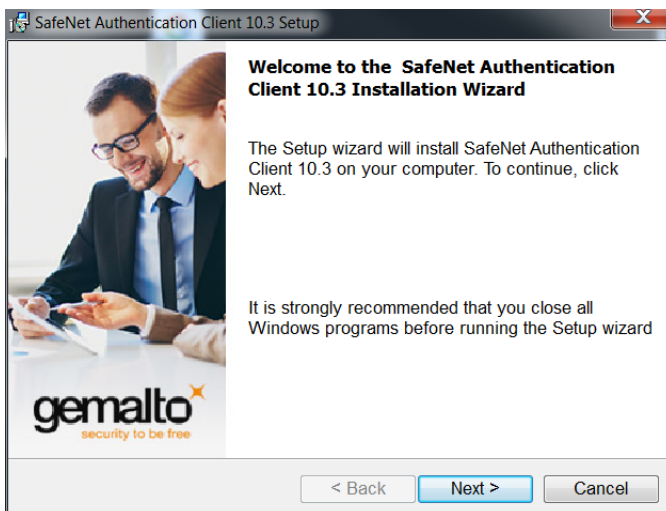 SafeNet Authentication Client 10.3 Setup
Welcome to the SafeNet Authentication
Client 10.3 Installation Wizard
The Setup wizard will install SafeNet Authentication
Client 10.3 on your computer. To continue, click
Next.
It is strongly recommended that you close all
Windows programs before running the Setup wizard
gemalto
security to be free
< Back
Next >
Cancel